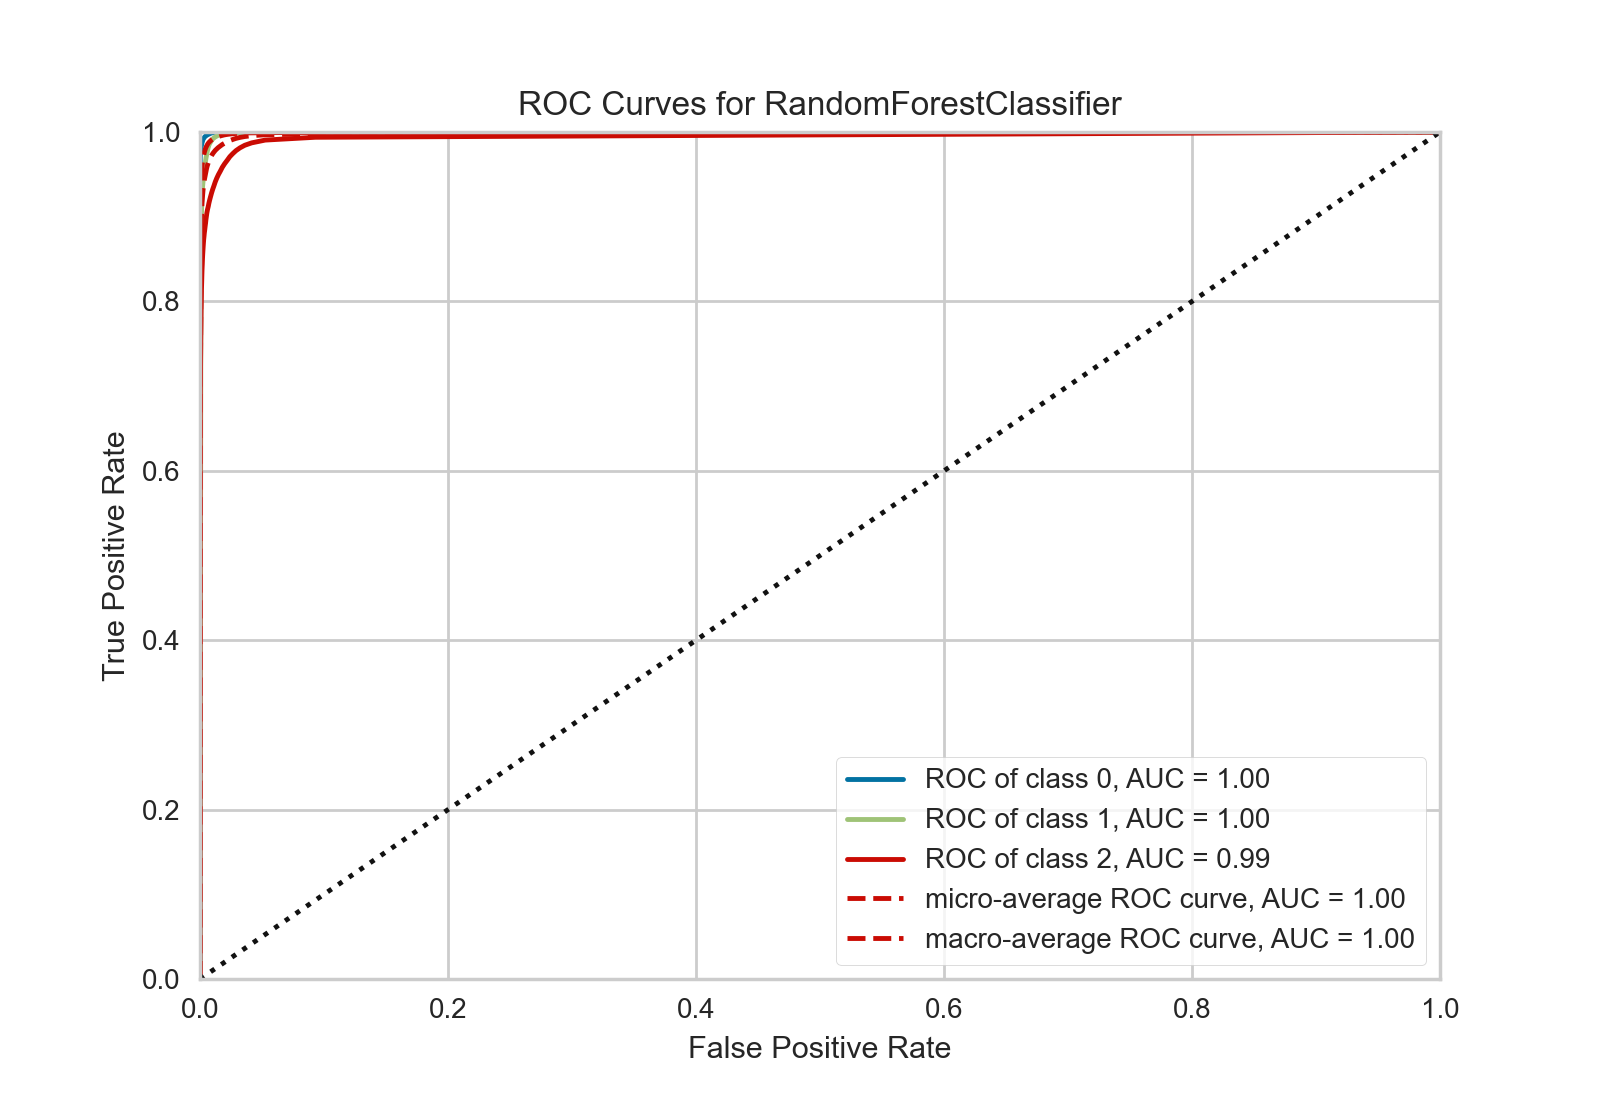 ROC Curves for RandomForestClassifier
1.0
0.8
0.6
0.4
0.2
0.0
True Positive Rate
ROC of class 0, AUC = 1.00
ROC of class 1, AUC = 1.00
ROC of class 2, AUC = 0.99
micro-average ROC curve, AUC = 1.00
macro-average ROC curve, AUC = 1.00
0.0 0.2 0.4 0.6 0.8 1.0
False Positive Rate